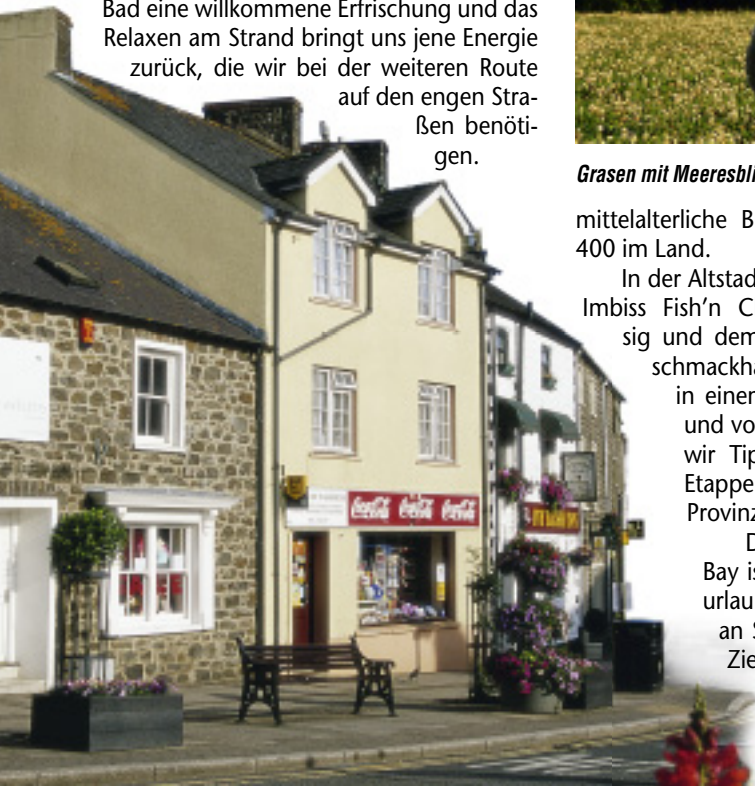 Bad eine willkommene Erfrischung und das
Relaxen am Strand bringt uns jene Energie
zurück, die wir bei der weiteren Route
auf den engen Stra-
ßen benöti-
gen.
Coca-Cola Coca-Cola Coca-Cola
Grasen mit Meeresbli
mittelalterliche B
400 im Land.
In der Altstad
Imbiss Fish'n C
sig und dem
schmackha
in einer
und vo
wir Tip
Etappe
Provinz
D
Bay is
urlau
an S
Zie